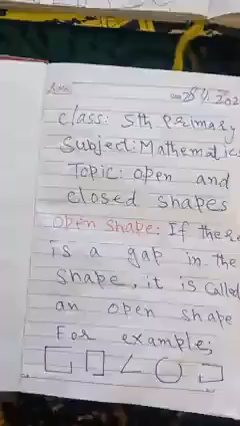 class: 5th primary
Subject: Mathematics
Topic: open and
closed shapes
open shape: If there
is a gap in the
shape, it is called
an open shape
For example;